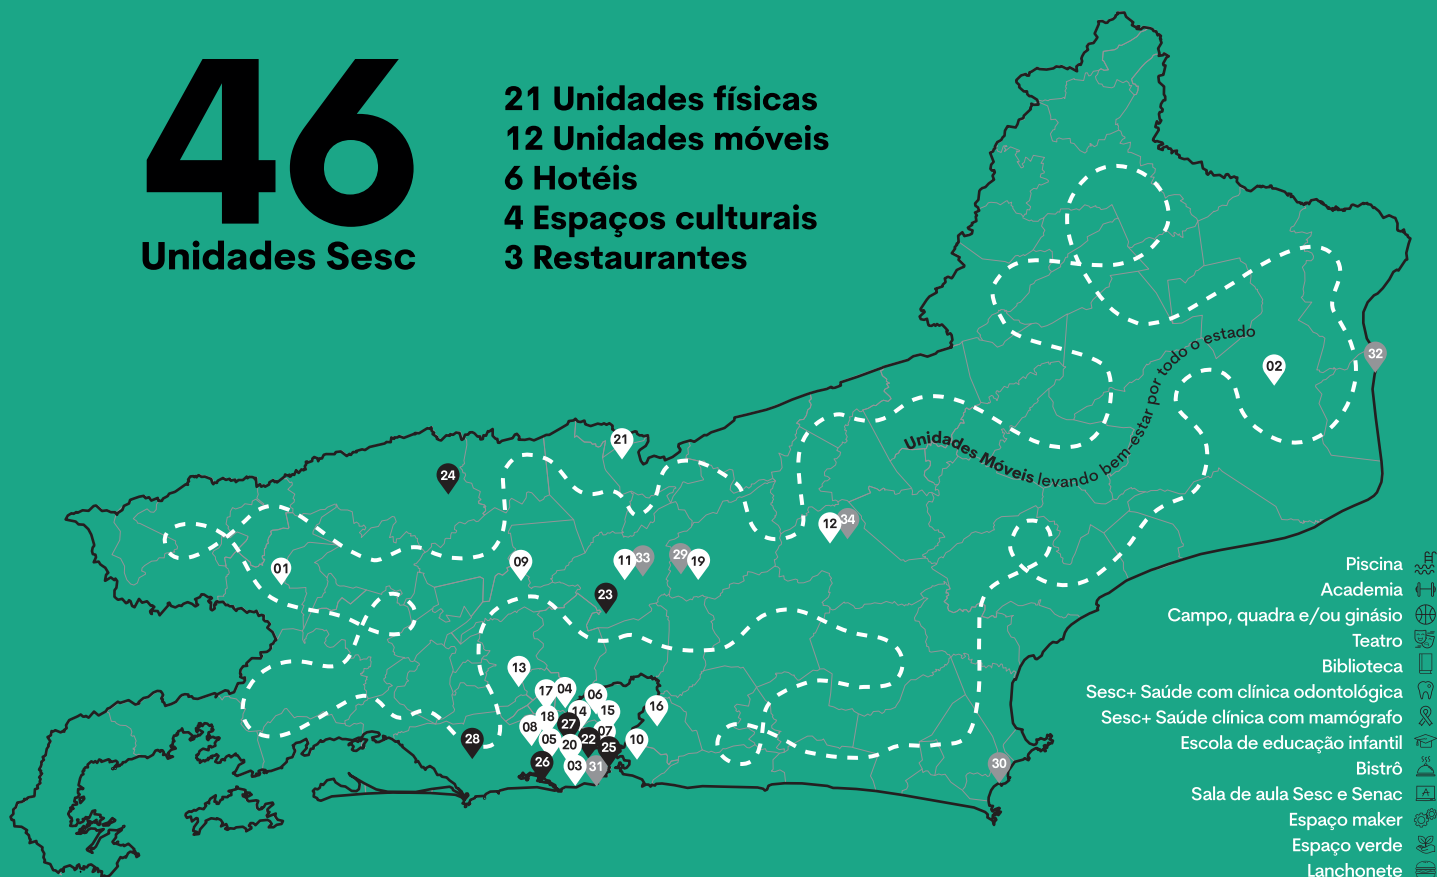 46
Unidades Sesc
21 Unidades físicas
12 Unidades móveis
6 Hotéis
4 Espaços culturais
3 Restaurantes
Unidades Móveis levando bem-estar por todo o estado
02
32
21
24
12
34
01
09
11
33
29
19
23
13
17
04
06
16
18
14
15
27
08
07
05
22
10
28
20
25
26
03
31
30
Piscina
Academia
Campo, quadra e/ou ginásio
Teatro
Biblioteca
Sesc+ Saúde com clínica odontológica
Sesc+ Saúde clínica com mamógrafo
Escola de educação infantil
Bistrô
Sala de aula Sesc e Senac
Espaço maker
Espaço verde
Lanchonete